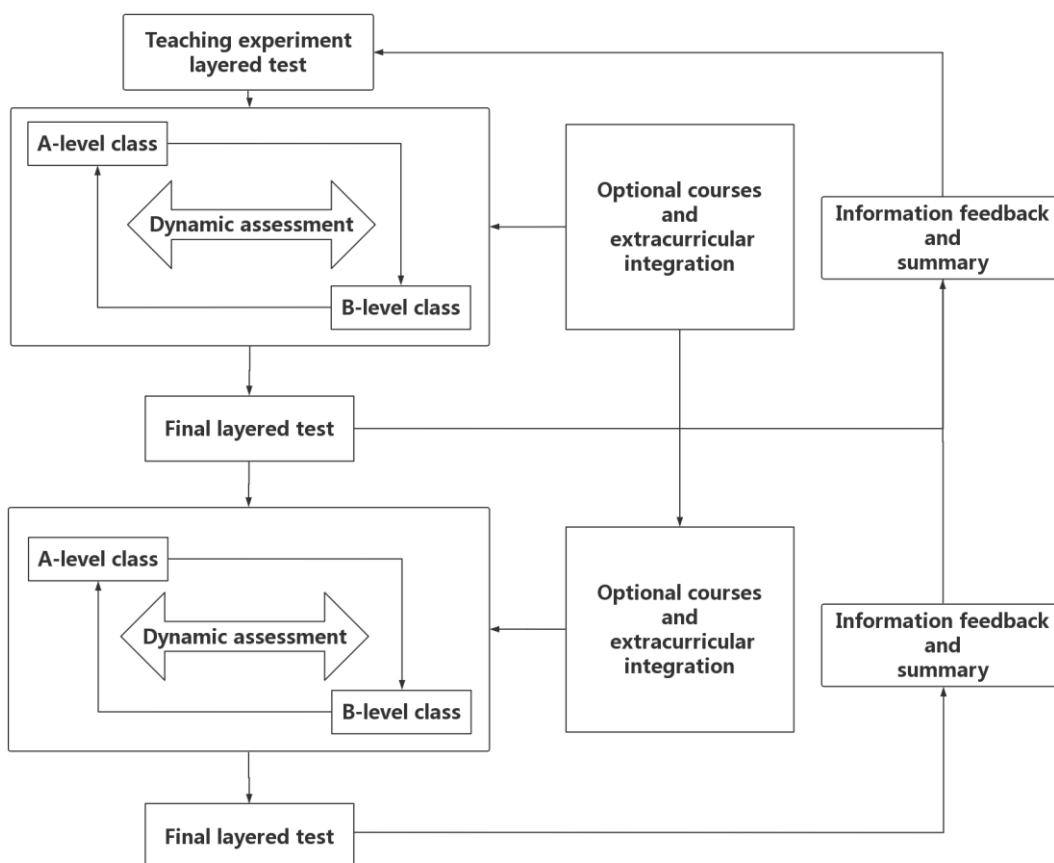 Teaching experiment
layered test
A-level class
Dynamic assessment
B-level class
Optional courses
and
extracurricular
integration
Information feedback
and
summary
Final layered test
A-level class
Dynamic assessment
B-level class
Optional courses
and
extracurricular
integration
Information feedback
and
summary
Final layered test